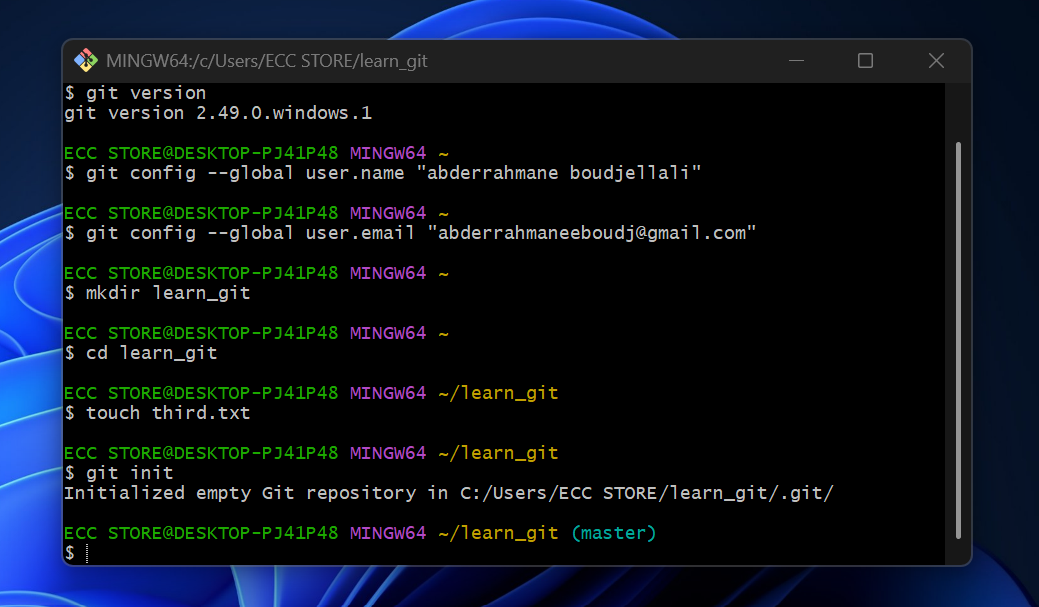 MINGW64:/c/Users/ECC STORE/learn_git
$ git version
git version 2.49.0.windows.1
ECC STORE@DESKTOP-PJ41P48 MINGW64 ~
$ git config --global user.name "abderrahmane boudjellali"
ECC STORE@DESKTOP-PJ41P48 MINGW64 ~
$ git config --global user.email "abderrahmaneeboudj@gmail.com"
ECC STORE@DESKTOP-PJ41P48 MINGW64 ~
$ mkdir learn_git
ECC STORE@DESKTOP-PJ41P48 MINGW64 ~
$ cd learn_git
ECC STORE@DESKTOP-PJ41P48 MINGW64 ~/learn_git
$ touch third.txt
ECC STORE@DESKTOP-PJ41P48 MINGW64 ~/learn_git
$ git init
Initialized empty Git repository in C:/Users/ECC STORE/learn_git/.git/
ECC STORE@DESKTOP-PJ41P48 MINGW64 ~/learn_git (master)
$